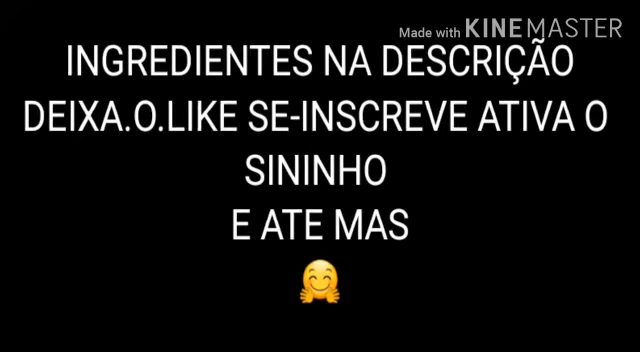 Made with KINEMASTER
INGREDIENTES NA DESCRIÇÃO
DEIXA.O.LIKE SE-INSCREVE ATIVA O
SININHO
E ATE MAS
🤗